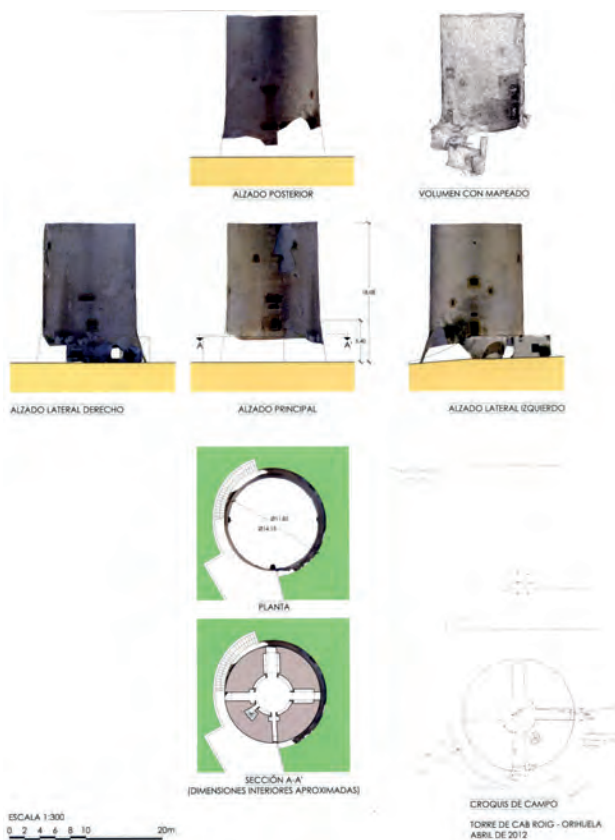 ALZADO POSTERIOR
VOLUMEN CON MAPEADO
A
A'
ALZADO LATERAL DERECHO
ALZADO PRINCIPAL
ALZADO LATERAL IZQUIERDO
PLANTA
SECCIÓN A-A'
(DIMENSIONES INTERIORES APROXIMADAS)
CROQUIS DE CAMPO
ESCALA 1:300
0 2 4 6 8 10 20m
TORRE DE CAB ROIG - ORIHUELA
ABRIL DE 2012